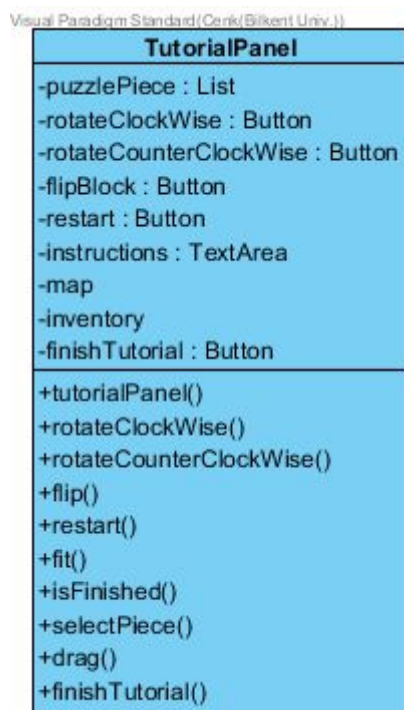 Visual Paradigm Standard(Cenk(Bilkent Univ.))
TutorialPanel
-puzzlePiece : List
-rotateClockWise : Button
-rotateCounterClockWise : Button
-flipBlock : Button
-restart : Button
-instructions : TextArea
-map
-inventory
-finishTutorial : Button
+tutorialPanel()
+rotateClockWise()
+rotateCounterClockWise()
+flip()
+restart()
+fit()
+isFinished()
+selectPiece()
+drag()
+finishTutorial()